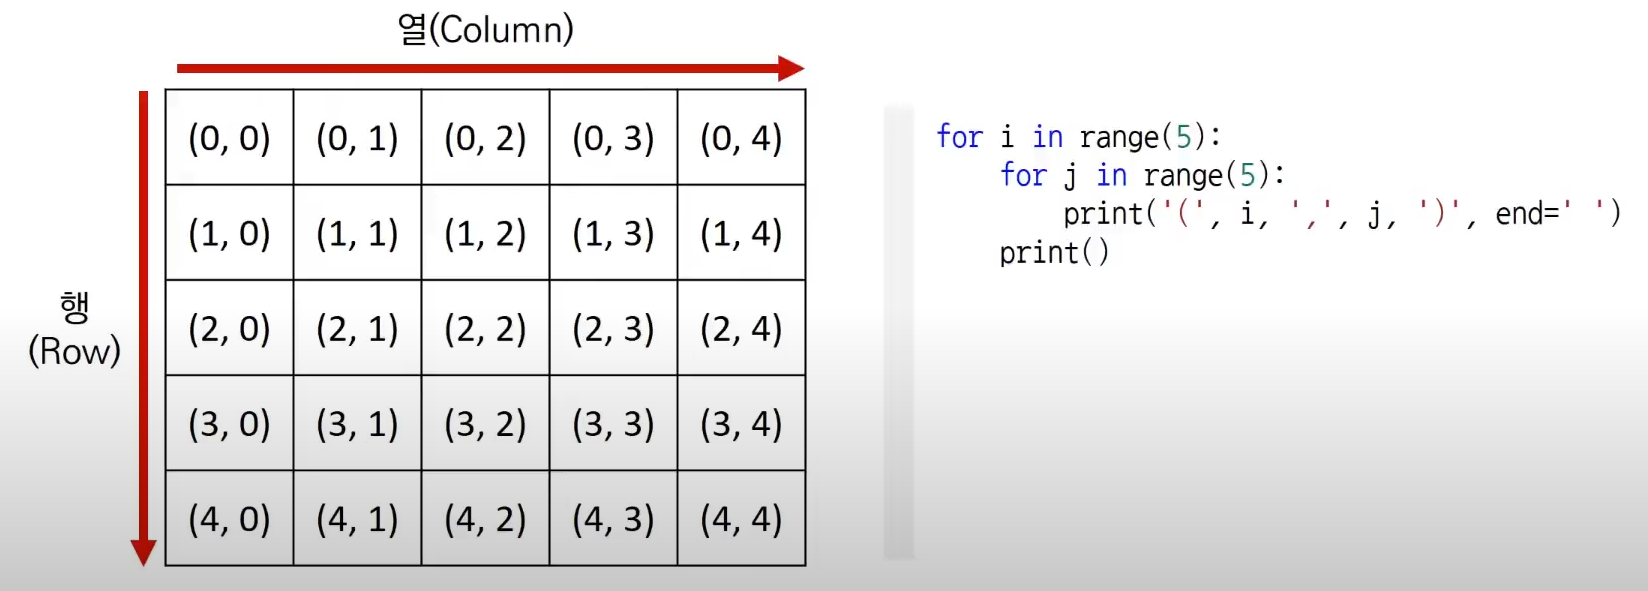 열(Column)
(0, 0) (0, 1) (0, 2) (0, 3) (0, 4)
(1, 0) (1, 1) (1, 2) (1, 3) (1, 4)
행
(Row)
(2, 0) (2, 1) (2, 2) (2, 3) (2, 4)
(3, 0) (3, 1) (3, 2) (3, 3) (3, 4)
(4, 0) (4, 1) (4, 2) (4, 3) (4, 4)
for i in range(5):
    for j in range(5):
        print('(', i, ',', j, ')', end=' ')
    print()